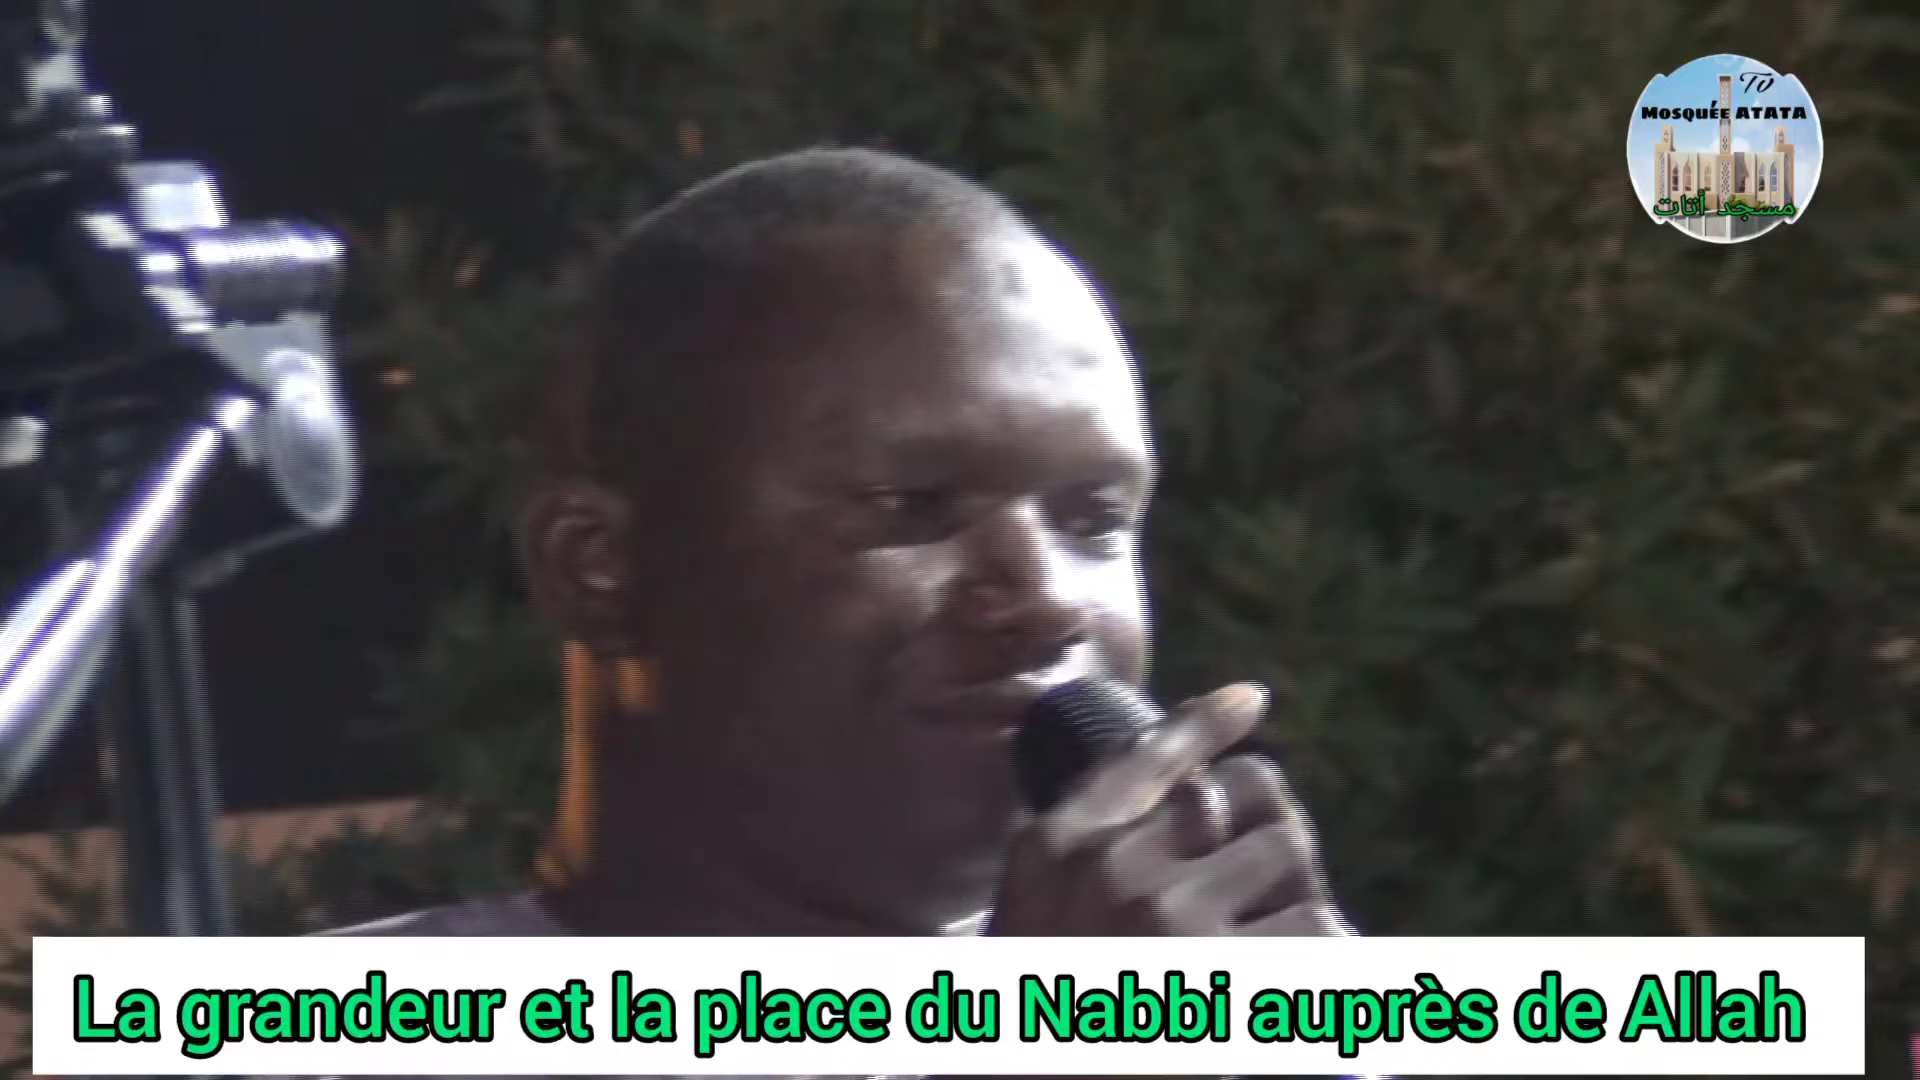 Tv
Mosquée ATATA
مسجد أتات
La grandeur et la place du Nabbi auprès de Allah